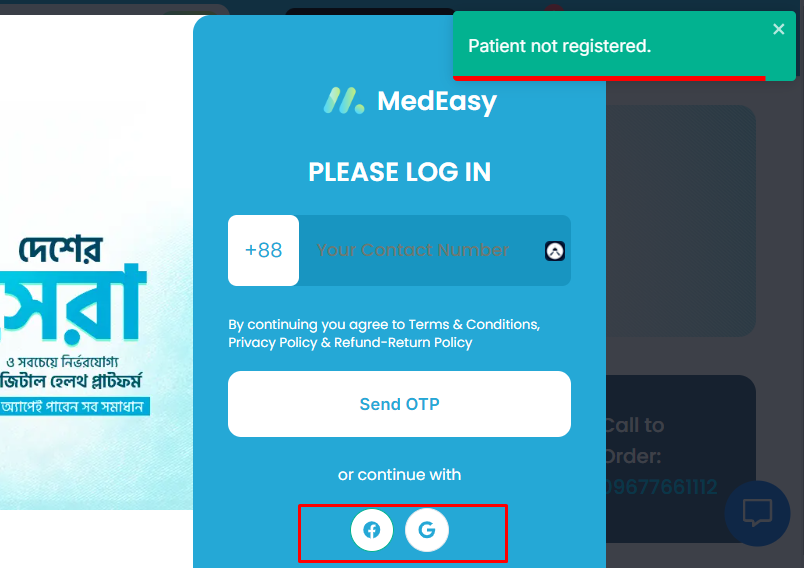 Patient not registered.
MedEasy
PLEASE LOG IN
+88
Your Contact Number
By continuing you agree to Terms & Conditions,
Privacy Policy & Refund-Return Policy
Send OTP
or continue with
দেশের
সেরা
ও সবচেয়ে নির্ভরযোগ্য
হেলথ প্লাটফর্ম
অ্যাপেই পাবেন সব সমাধান
Call to
Order:
09677661112